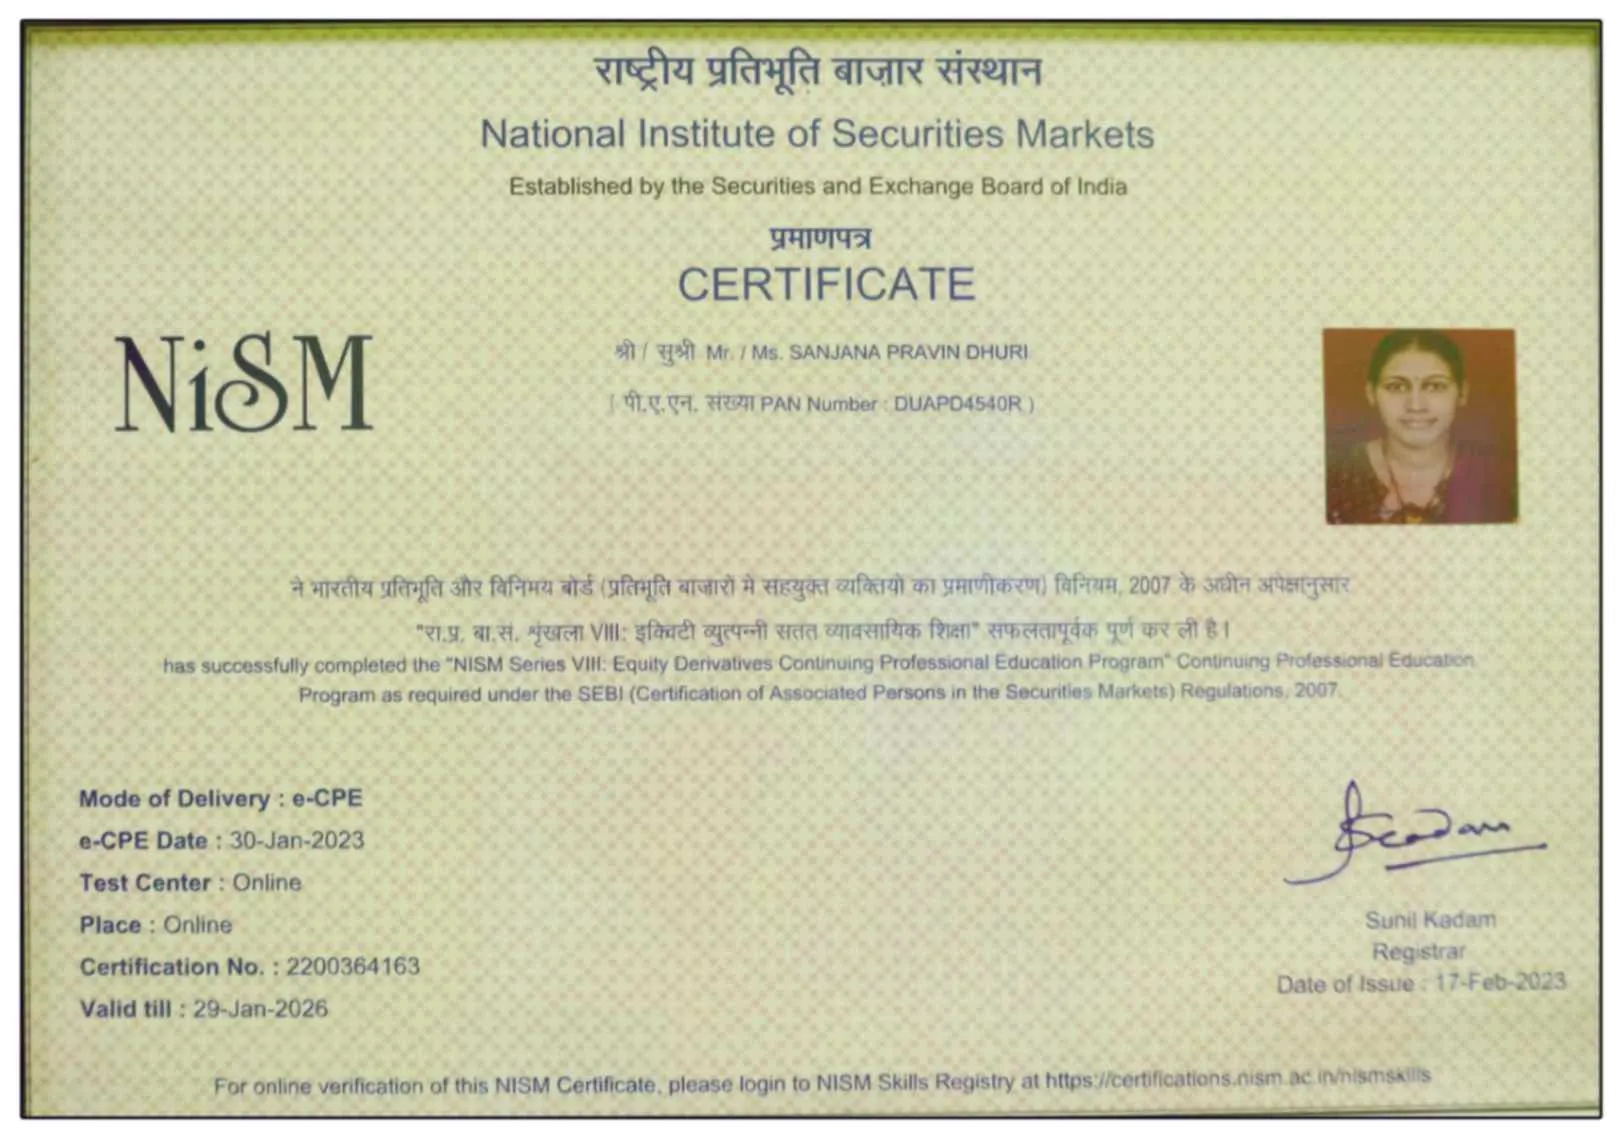 राष्ट्रीय प्रतिभूति बाज़ार संस्थान
National Institute of Securities Markets
Established by the Securities and Exchange Board of India
प्रमाणपत्र
CERTIFICATE
NiSM
श्री / सुश्री Mr. / Ms. SANJANA PRAVIN DHURI
( पी.ए.एन. संख्या PAN Number : DUAPD4540R )
ने भारतीय प्रतिभूति और विनिमय बोर्ड (प्रतिभूति बाजारों मे सहयुक्त व्यक्तियों का प्रमाणीकरण) विनियम, 2007 के अधीन अपेक्षानुसार
"रा.प्र. बा.सं. शृंखला VIII: इक्विटी व्युत्पन्नी सतत व्यावसायिक शिक्षा" सफलतापूर्वक पूर्ण कर ली है।
has successfully completed the "NISM Series VIII: Equity Derivatives Continuing Professional Education Program" Continuing Professional Education
Program as required under the SEBI (Certification of Associated Persons in the Securities Markets) Regulations, 2007.
Mode of Delivery : e-CPE
e-CPE Date : 30-Jan-2023
Test Center : Online
Place : Online
Certification No. : 2200364163
Valid till : 29-Jan-2026
Skadam
Sunil Kadam
Registrar
Date of Issue : 17-Feb-2023
For online verification of this NISM Certificate, please login to NISM Skills Registry at https://certifications.nism.ac.in/nismskills